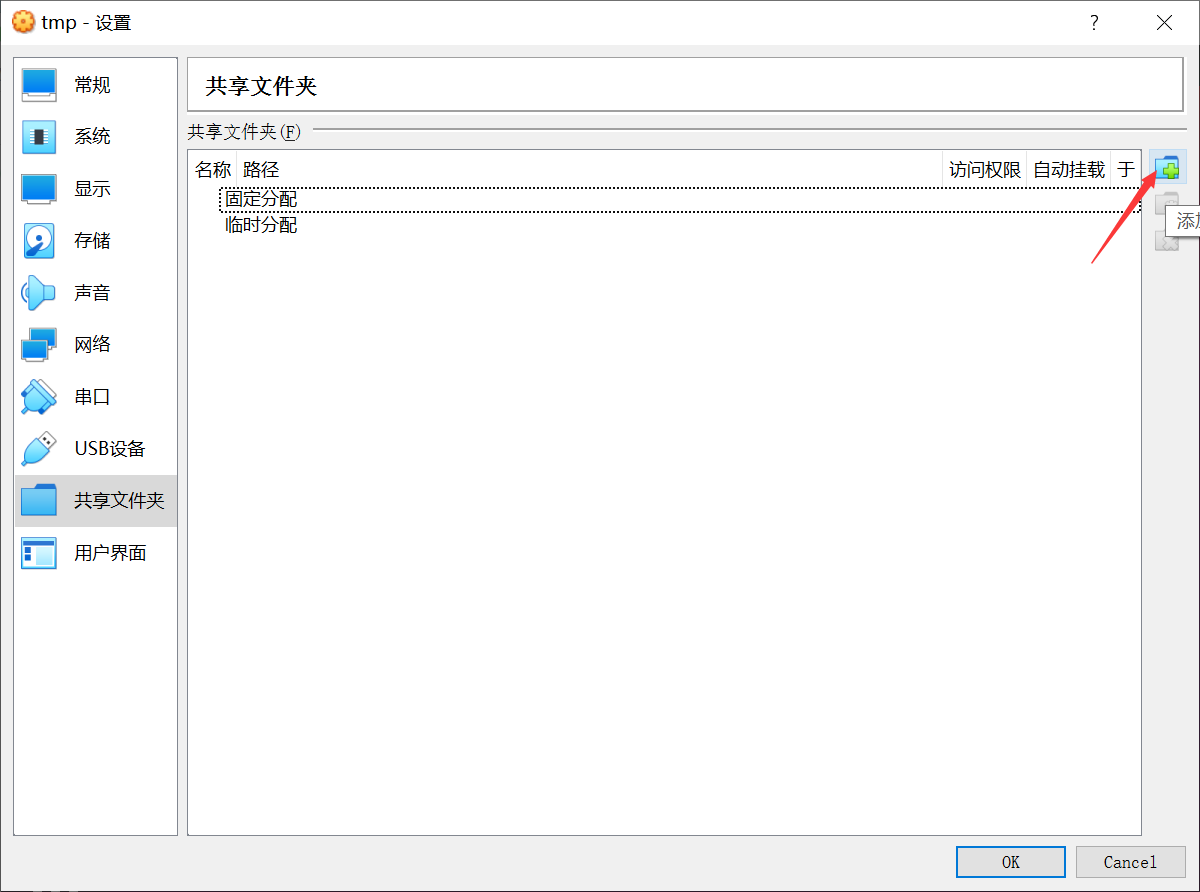 tmp - 设置
?
常规
系统
显示
存储
声音
网络
串口
USB设备
共享文件夹
用户界面
共享文件夹
共享文件夹(F)
名称 路径 访问权限 自动挂载 于
固定分配
临时分配
添加
OK Cancel